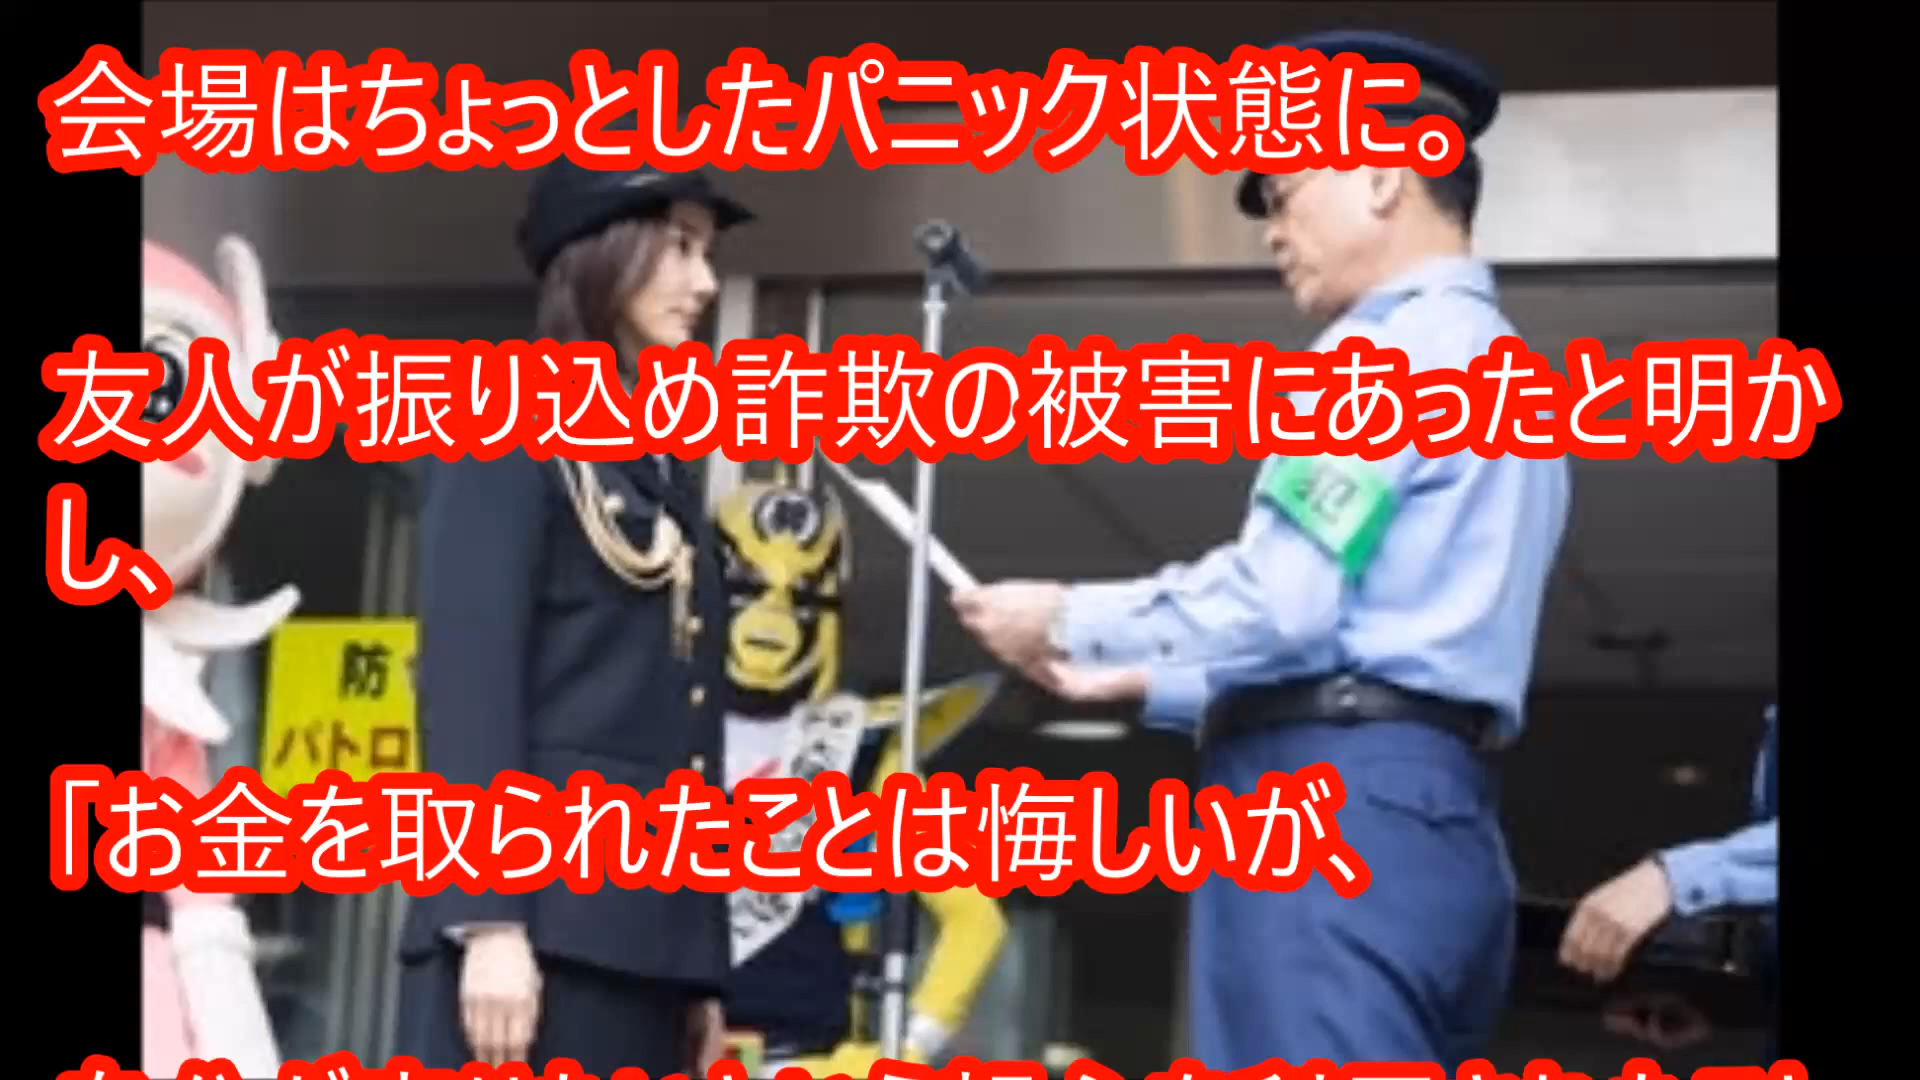 会場はちょっとしたパニック状態に。
友人が振り込め詐欺の被害にあったと明か
し、
防
パトロ
「お金を取られたことは悔しいが、